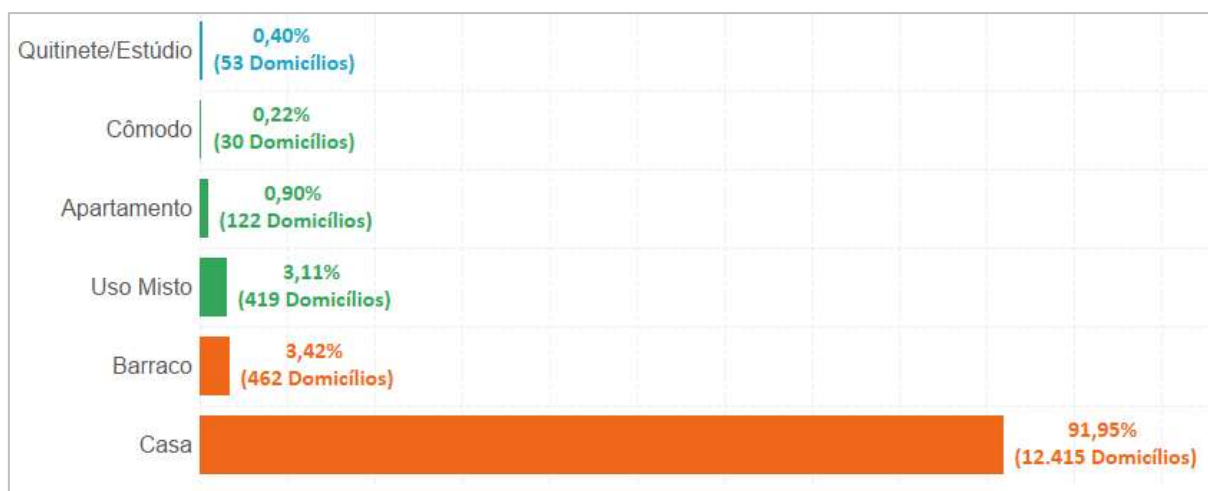 Quitinete/Estúdio
0,40%
(53 Domicílios)
Cômodo
0,22%
(30 Domicílios)
Apartamento
0,90%
(122 Domicílios)
Uso Misto
3,11%
(419 Domicílios)
Barraco
3,42%
(462 Domicílios)
Casa
91,95%
(12.415 Domicílios)